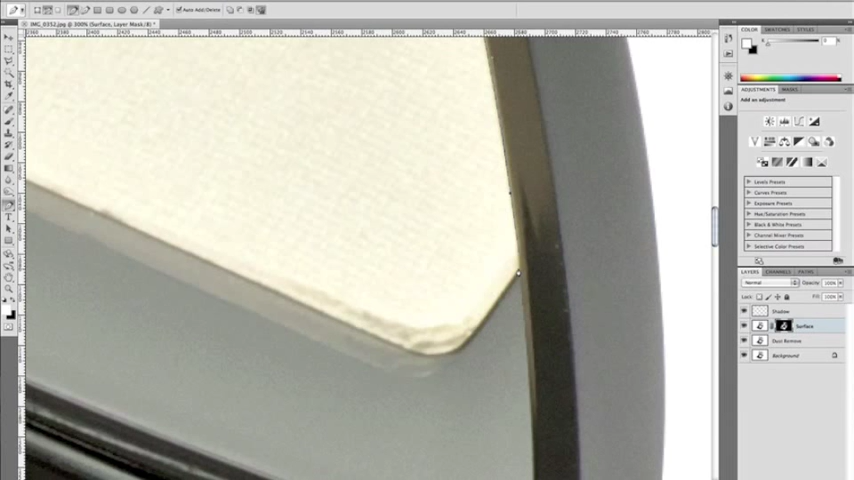 Auto Add/Delete
IMG_0352.jpg @ 300% (Surface, Layer Mask/8) *
COLOR SWATCHES STYLES
ADJUSTMENTS MASKS
Add an adjustment
Levels Presets
Curves Presets
Exposure Presets
Hue/Saturation Presets
Black & White Presets
Channel Mixer Presets
Selective Color Presets
LAYERS CHANNELS PATHS
Normal Opacity: 100%
Lock: Fill: 100%
Shadow
Surface
Dust Remove
Background